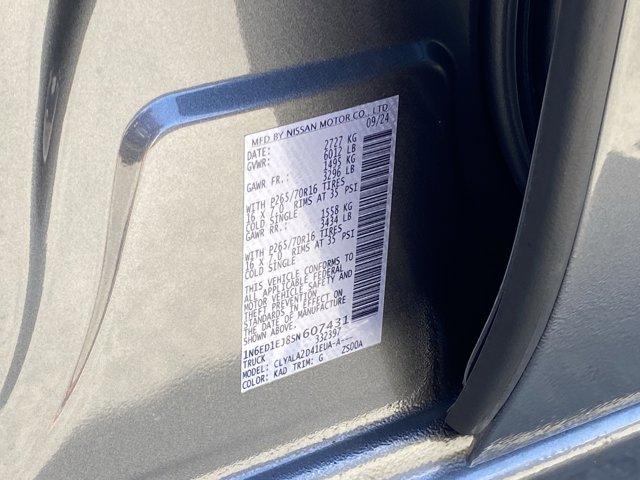 MFD BY NISSAN MOTOR CO., LTD
DATE: 09/24
GVWR: 2727 KG
6012 LB
GAWR FR.: 1495 KG
3296 LB
WITH P265/70R16 TIRES
16 X 7.0 RIMS AT 35 PSI
COLD SINGLE
GAWR RR.: 1558 KG
3434 LB
WITH P265/70R16 TIRES
16 X 7.0 RIMS AT 35 PSI
COLD SINGLE
THIS VEHICLE CONFORMS TO
ALL APPLICABLE FEDERAL
MOTOR VEHICLE SAFETY AND
THEFT PREVENTION
STANDARDS IN EFFECT ON
THE DATE OF MANUFACTURE
SHOWN ABOVE.
1N6ED1EJ8SN607431
TRUCK 332397
MODEL: CLYALA2D41EUA-A----
COLOR: KAD TRIM: G ZSOOA